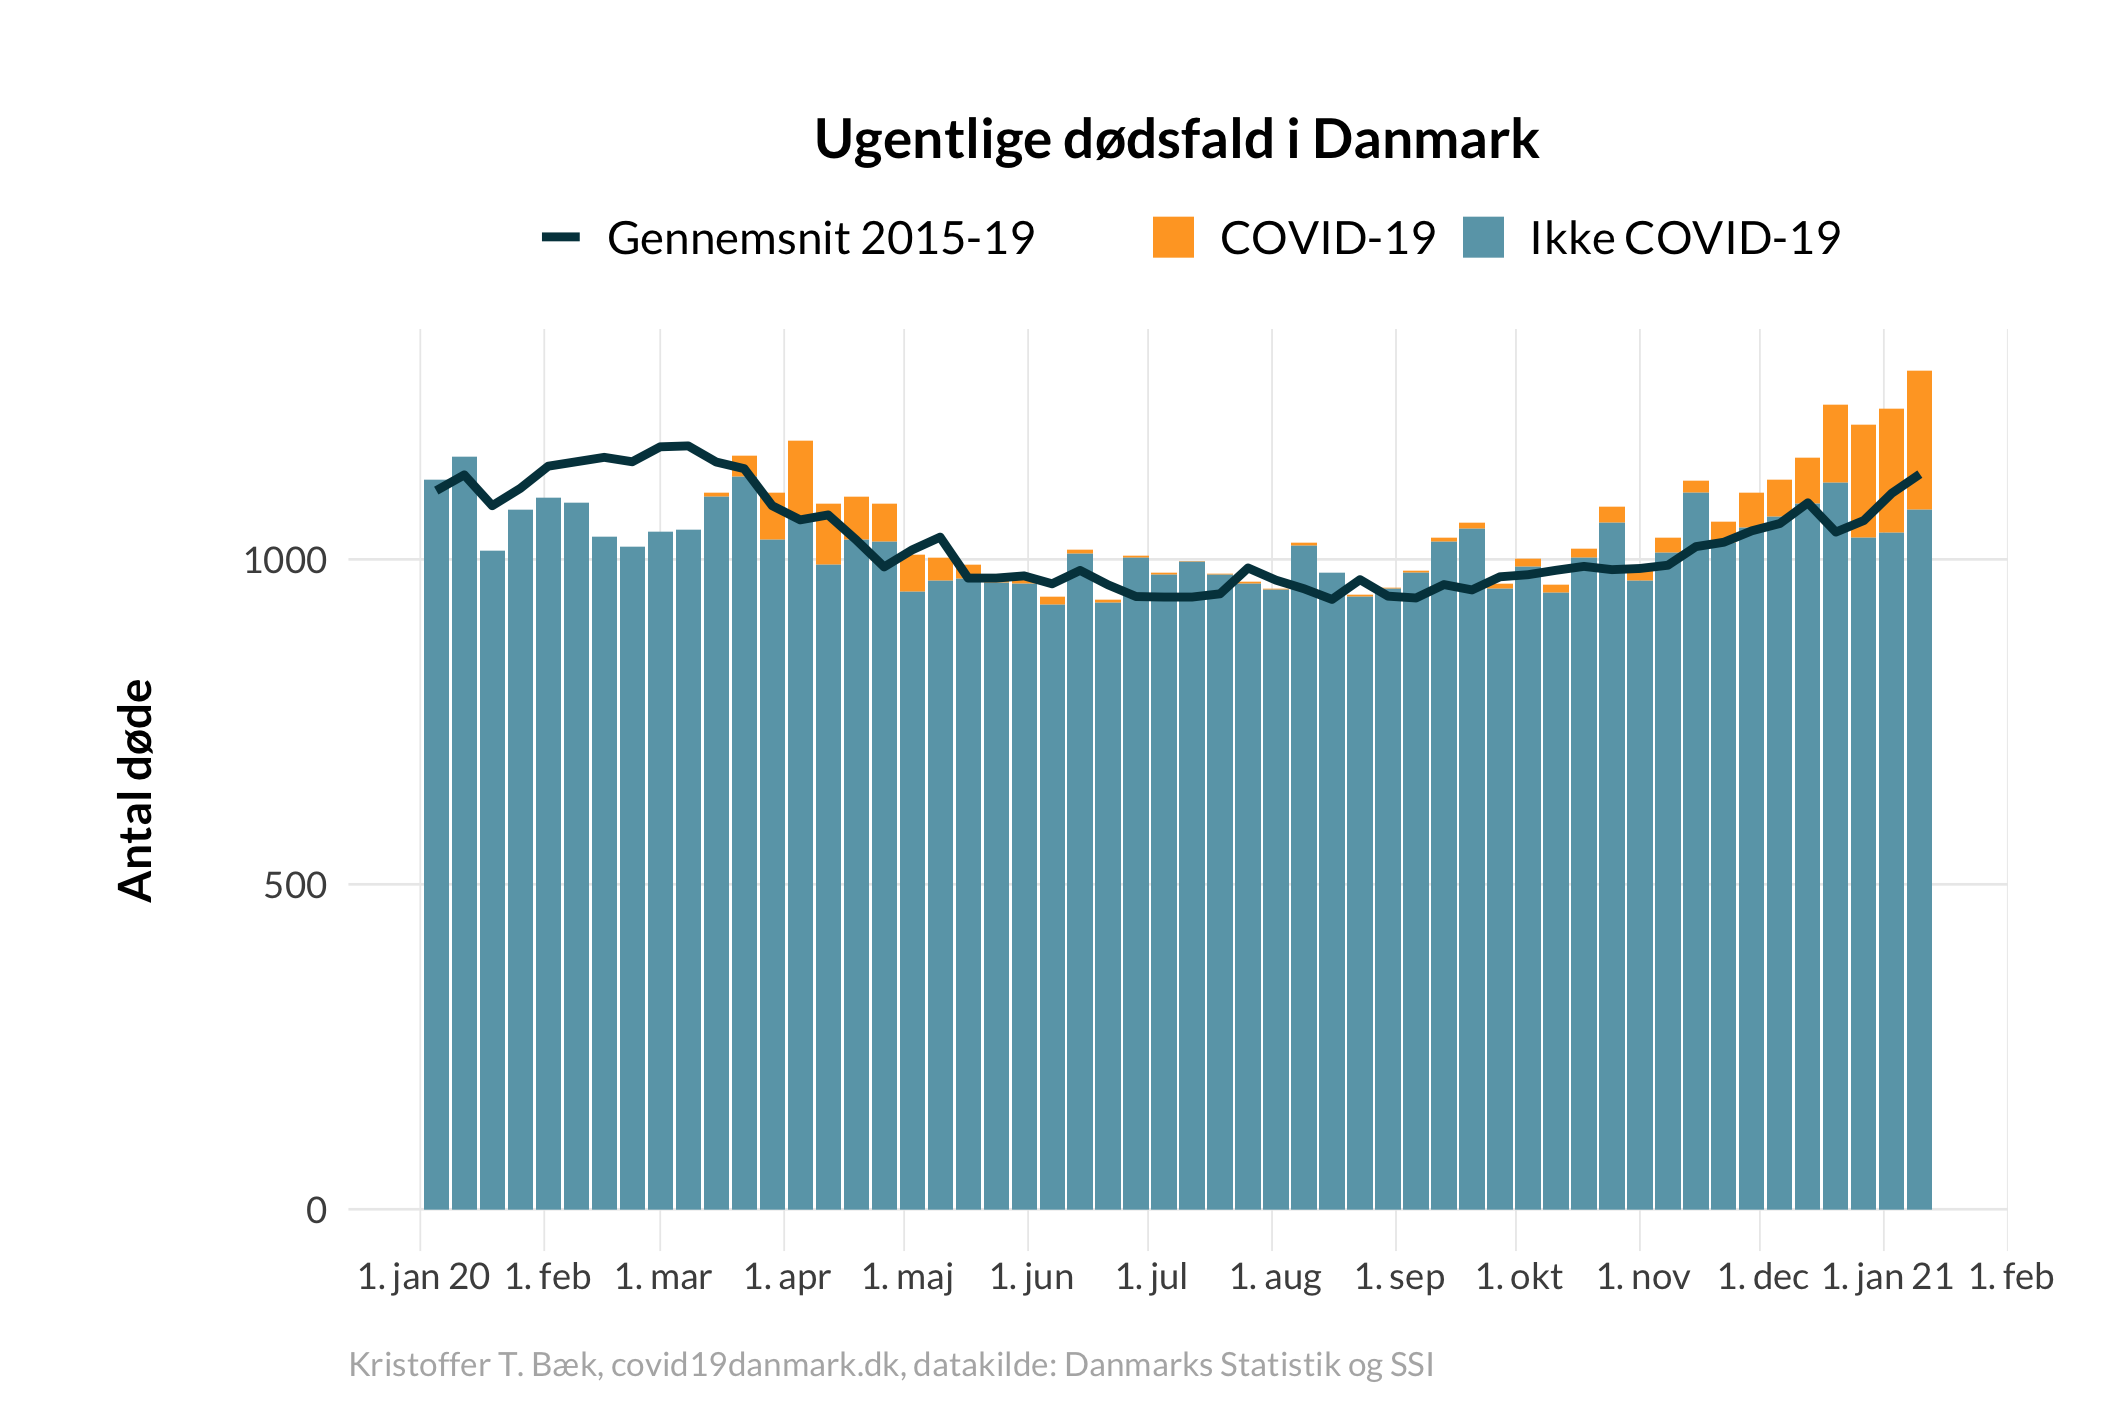 Ugentlige dødsfald i Danmark
Gennemsnit 2015-19 COVID-19 Ikke COVID-19
Antal døde
1000
500
0
1. jan 20 1. feb 1. mar 1. apr 1. maj 1. jun 1. jul 1. aug 1. sep 1. okt 1. nov 1. dec 1. jan 21 1. feb
Kristoffer T. Bæk, covid19danmark.dk, datakilde: Danmarks Statistik og SSI